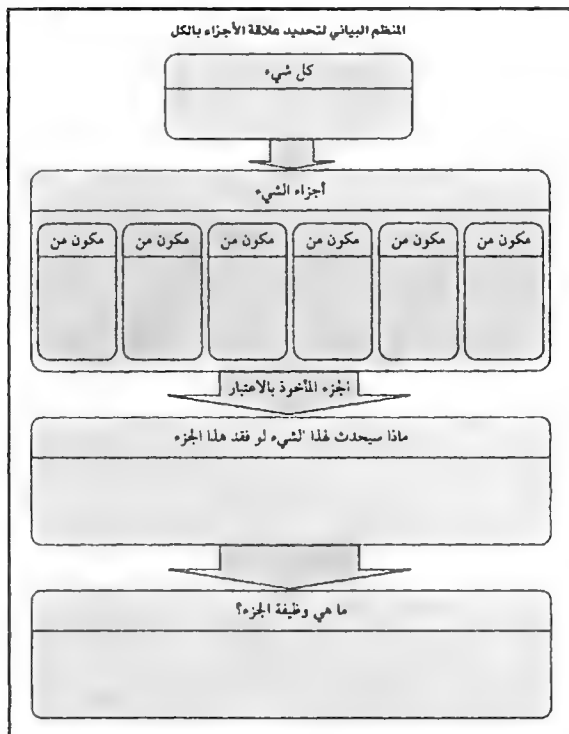 المنظم البياني لتحديد علاقة الأجزاء بالكل
كل شيء
أجزاء الشيء
مكون من مكون من مكون من مكون من مكون من مكون من
الجزء المأخوذ بالاعتبار
ماذا سيحدث لهذا الشيء لو فقد هذا الجزء
ما هي وظيفة الجزء؟